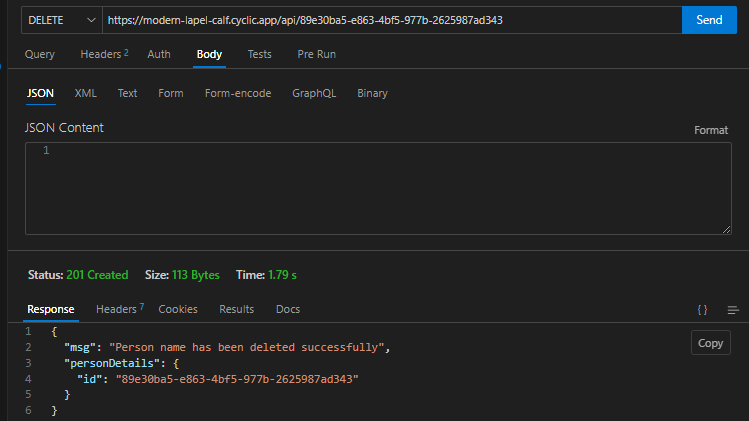 DELETE https://modern-lapel-calf.cyclic.app/api/89e30ba5-e863-4bf5-977b-2625987ad343 Send
Query Headers 2 Auth Body Tests Pre Run
JSON XML Text Form Form-encode GraphQL Binary
JSON Content Format
1
Status: 201 Created Size: 113 Bytes Time: 1.79 s
Response Headers 7 Cookies Results Docs { }
1 {
2 "msg": "Person name has been deleted successfully", Copy
3 "personDetails": {
4 "id": "89e30ba5-e863-4bf5-977b-2625987ad343"
5 }
6 }